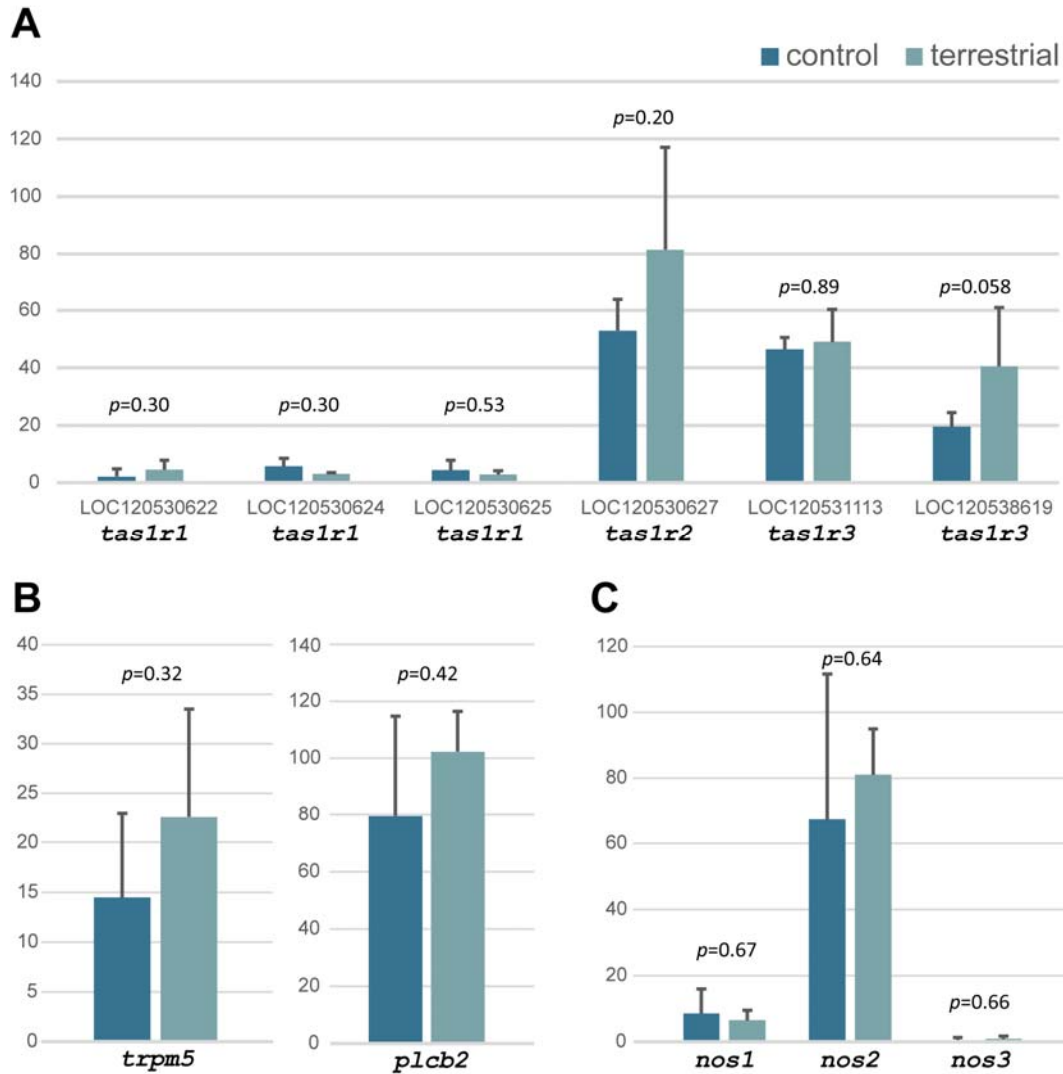 A
control terrestrial
140
120
100
80
60
40
20
0
p=0.30
p=0.30
p=0.53
p=0.20
p=0.89
p=0.058
LOC120530622 LOC120530624 LOC120530625 LOC120530627 LOC120531113 LOC120538619
tas1r1 tas1r1 tas1r1 tas1r2 tas1r3 tas1r3
B
40
35
30
25
20
15
10
5
0
p=0.32
trpm5
140
120
100
80
60
40
20
0
p=0.42
plcb2
C
120
100
80
60
40
20
0
p=0.67
p=0.64
p=0.66
nos1 nos2 nos3